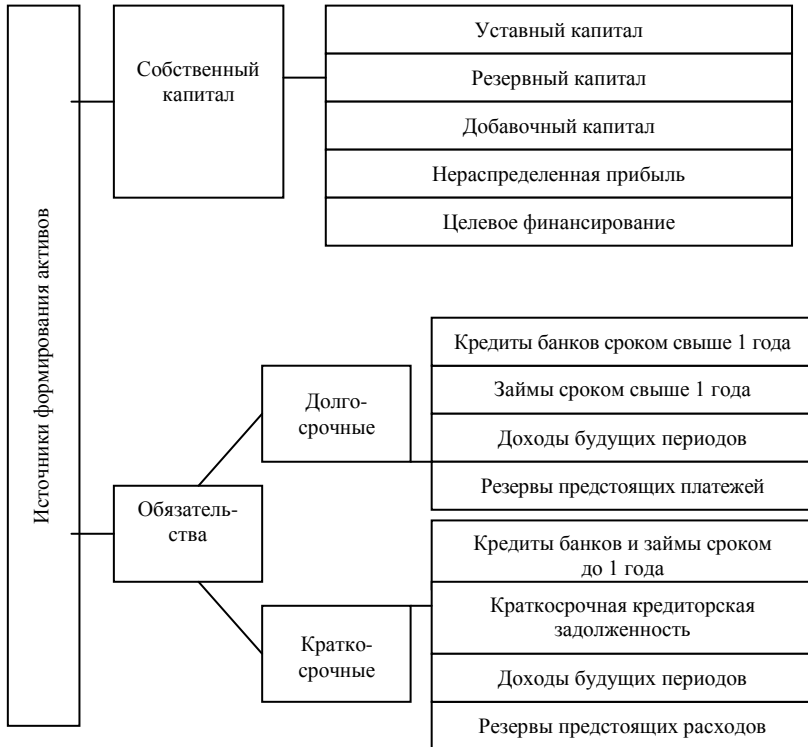 Источники формирования активов
Собственный
капитал
Уставный капитал
Резервный капитал
Добавочный капитал
Нераспределенная прибыль
Целевое финансирование
Обязатель-
ства
Долго-
срочные
Кредиты банков сроком свыше 1 года
Займы сроком свыше 1 года
Доходы будущих периодов
Резервы предстоящих платежей
Кратко-
срочные
Кредиты банков и займы сроком
до 1 года
Краткосрочная кредиторская
задолженность
Доходы будущих периодов
Резервы предстоящих расходов